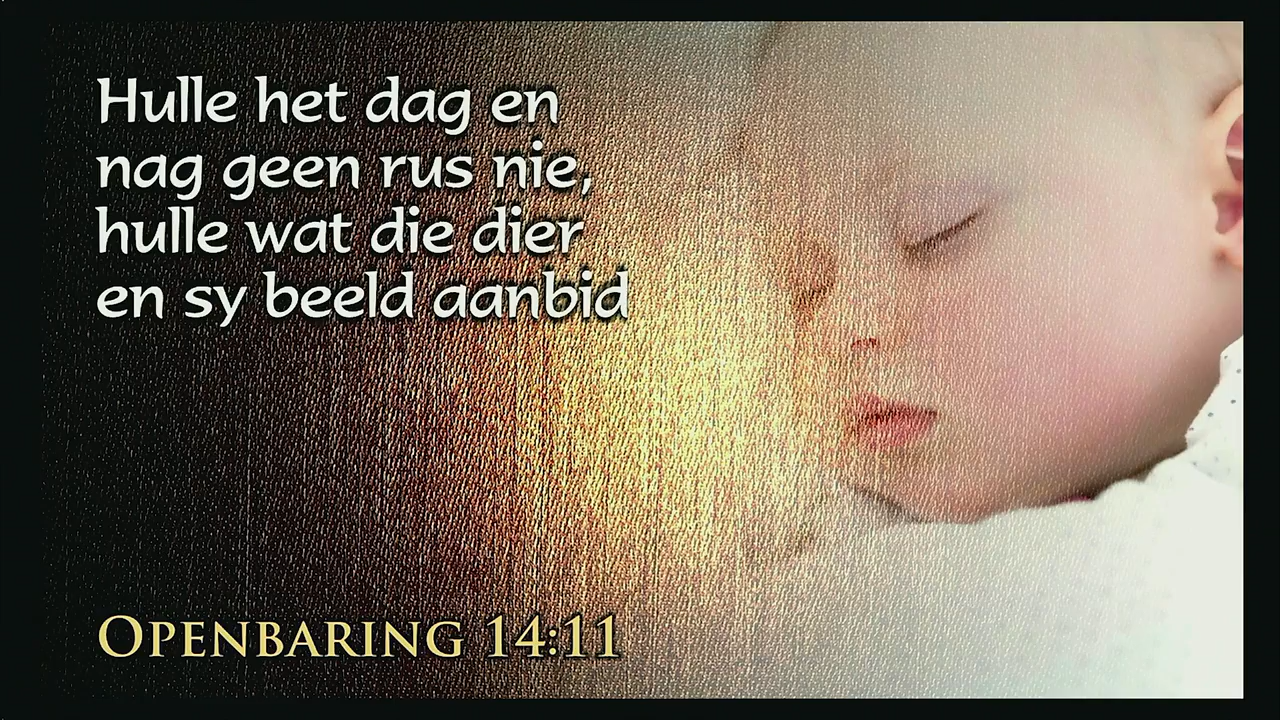 Hulle het dag en
nag geen rus nie,
hulle wat die dier
en sy beeld aanbid
OPENBARING 14:11